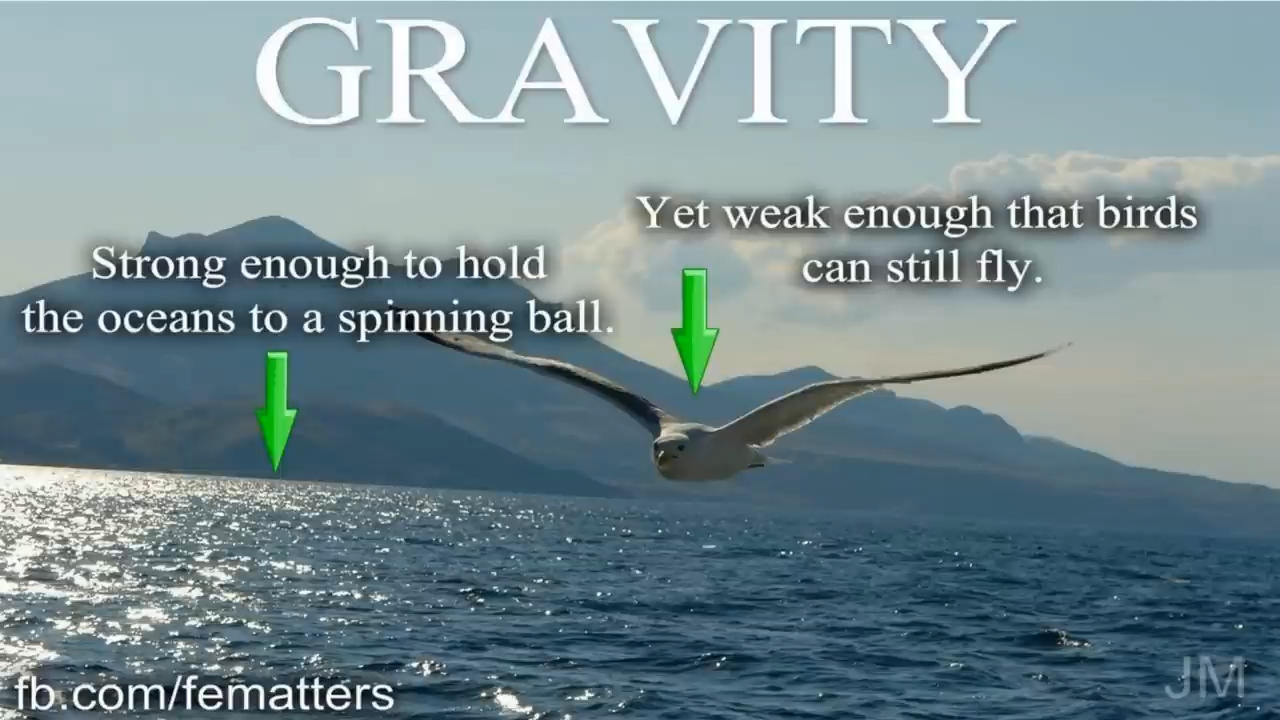 GRAVITY
Strong enough to hold
the oceans to a spinning ball.
Yet weak enough that birds
can still fly.
fb.com/fematters
JM